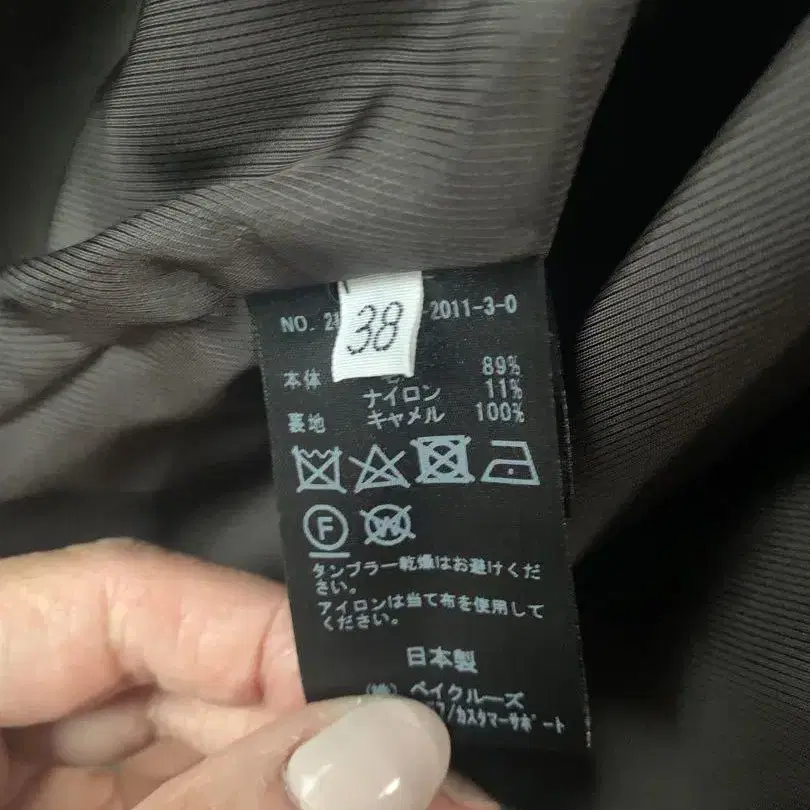 NO. 2 -2011-3-0
38
本体 89%
ナイロン 11%
裏地 キャメル 100%
F
W
タンブラー乾燥はお避けくだ
さい。
アイロンは当て布を使用して
ください。
日本製
(株) ベイクルーズ
/カスタマーサポート